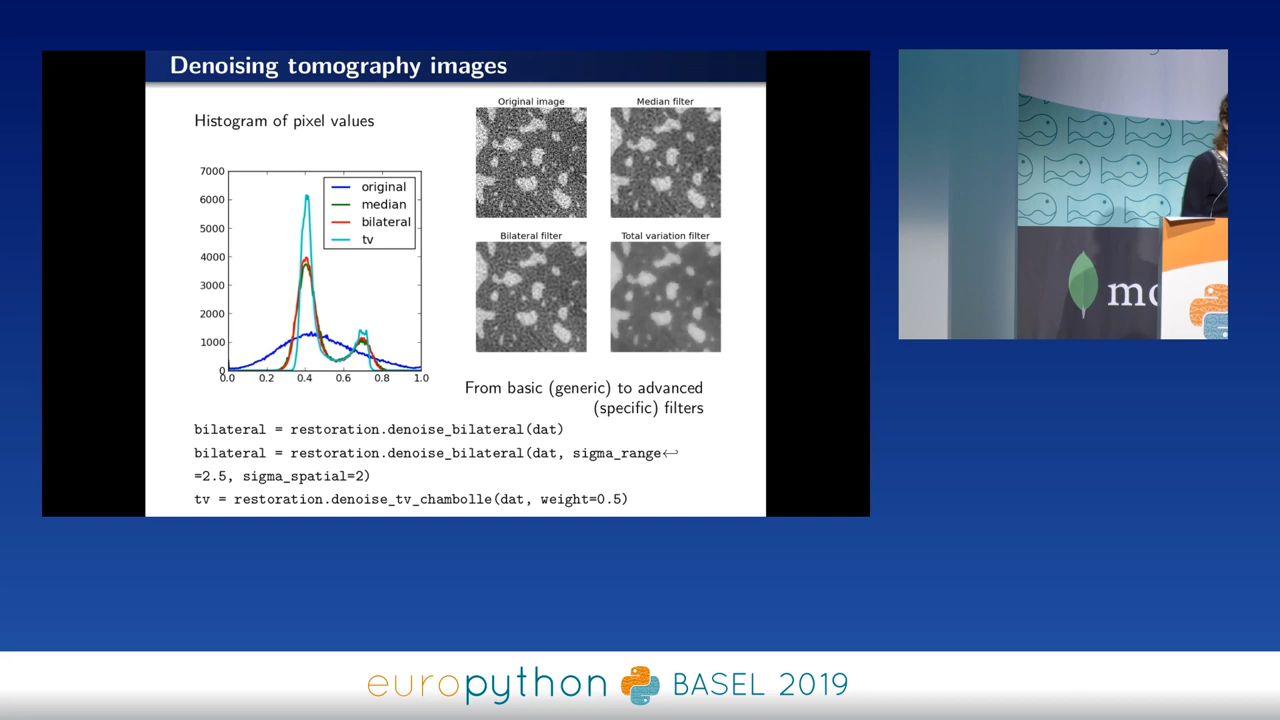 Denoising tomography images
Histogram of pixel values
7000
6000
5000
4000
3000
2000
1000
0
0.0 0.2 0.4 0.6 0.8 1.0
original
median
bilateral
tv
Original image
Median filter
Bilateral filter
Total variation filter
From basic (generic) to advanced
(specific) filters
bilateral = restoration.denoise_bilateral(dat)
bilateral = restoration.denoise_bilateral(dat, sigma_range↩
=2.5, sigma_spatial=2)
tv = restoration.denoise_tv_chambolle(dat, weight=0.5)
europython BASEL 2019